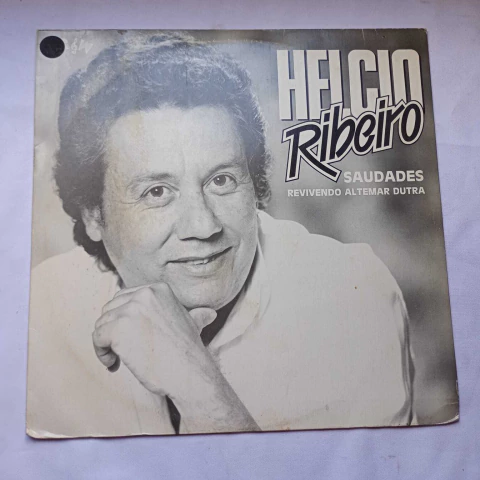 HELCIO
Ribeiro
SAUDADES
REVIVENDO ALTEMAR DUTRA